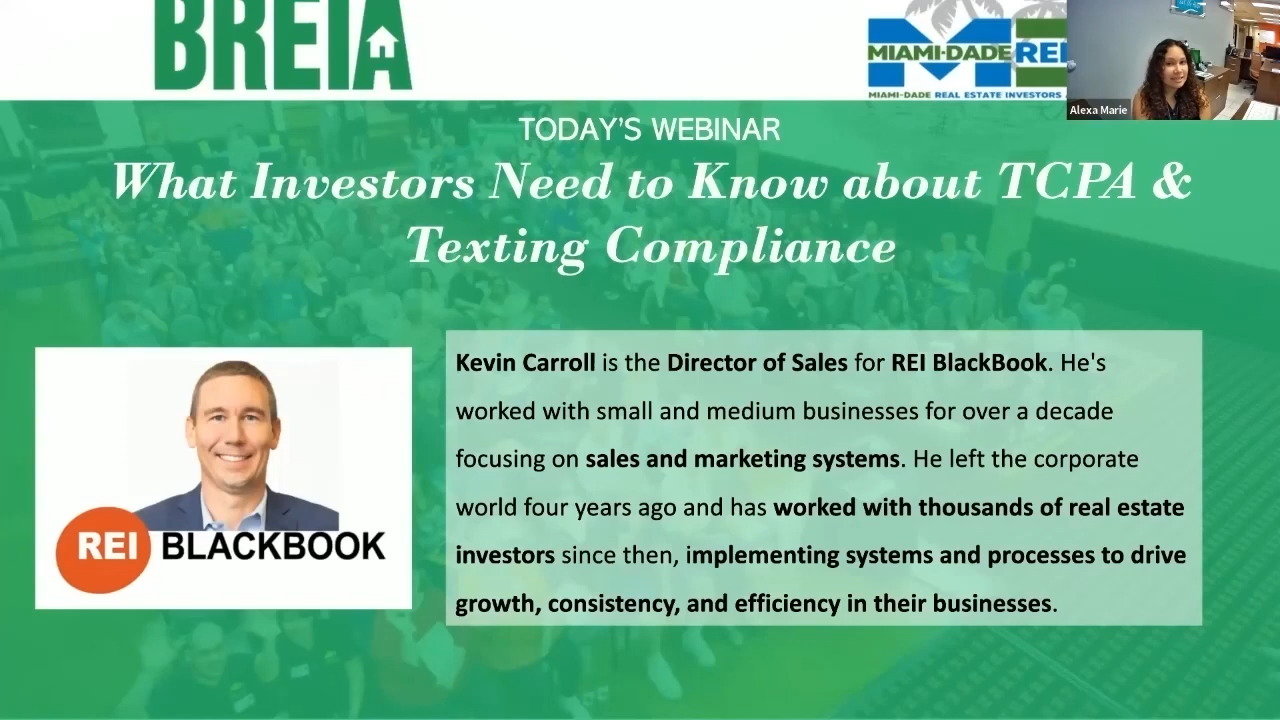 BREIA
MIAMI-DADE REI
MIAMI-DADE REAL ESTATE INVESTORS
Alexa Marie
TODAY'S WEBINAR
What Investors Need to Know about TCPA &
Texting Compliance
Kevin Carroll is the Director of Sales for REI BlackBook. He's
worked with small and medium businesses for over a decade
focusing on sales and marketing systems. He left the corporate
world four years ago and has worked with thousands of real estate
investors since then, implementing systems and processes to drive
growth, consistency, and efficiency in their businesses.
REI BLACKBOOK